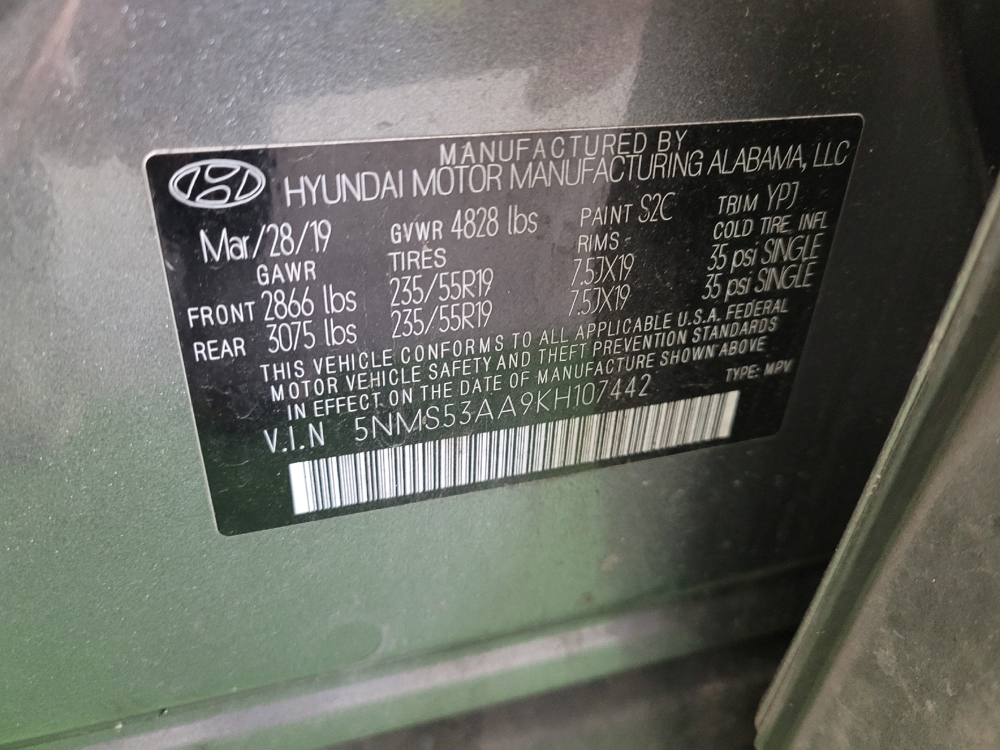 MANUFACTURED BY
HYUNDAI MOTOR MANUFACTURING ALABAMA, LLC
Mar/28/19 GVWR 4828 lbs PAINT S2C TRIM YPJ
GAWR TIRES RIMS COLD TIRE INFL
FRONT 2866 lbs 235/55R19 7.5JX19 35 psi SINGLE
REAR 3075 lbs 235/55R19 7.5JX19 35 psi SINGLE
THIS VEHICLE CONFORMS TO ALL APPLICABLE U.S.A. FEDERAL
MOTOR VEHICLE SAFETY AND THEFT PREVENTION STANDARDS
IN EFFECT ON THE DATE OF MANUFACTURE SHOWN ABOVE
V.I.N 5NMS53AA9KH107442 TYPE: MPV